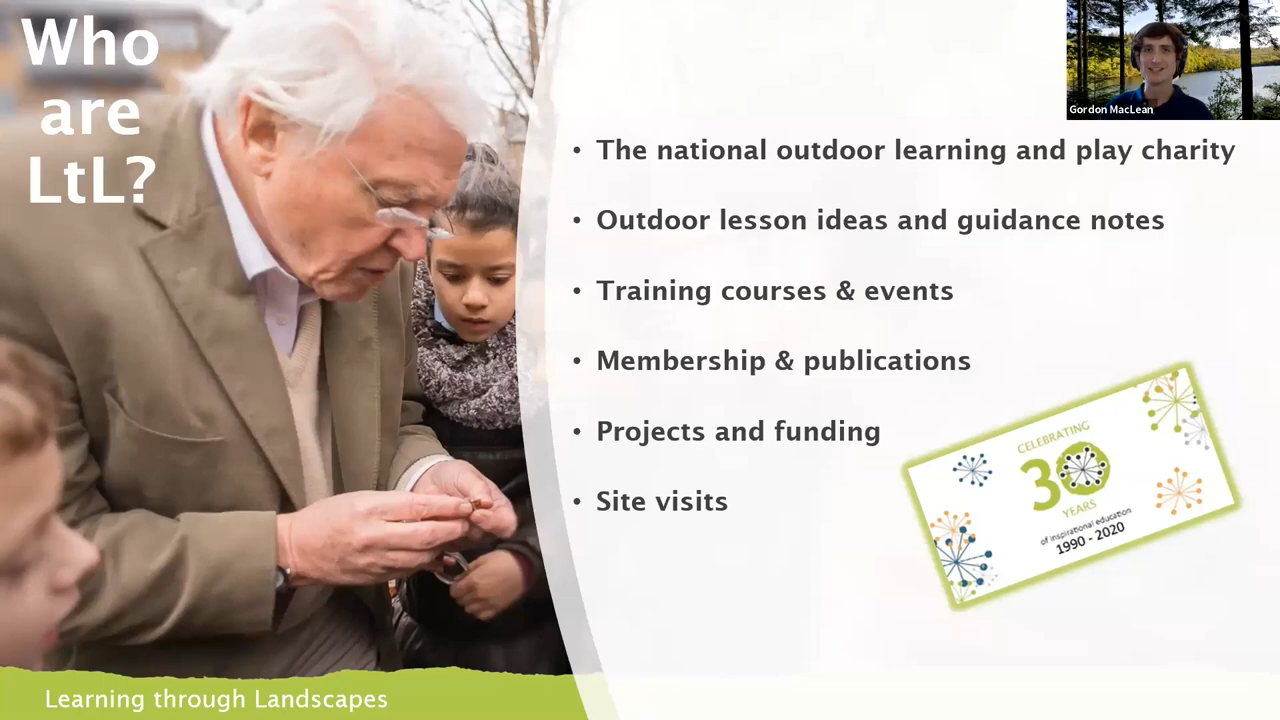 Who
are
LtL?
Gordon MacLean
• The national outdoor learning and play charity
• Outdoor lesson ideas and guidance notes
• Training courses & events
• Membership & publications
• Projects and funding
• Site visits
CELEBRATING
30
YEARS
of inspirational education
1990 - 2020
Learning through Landscapes